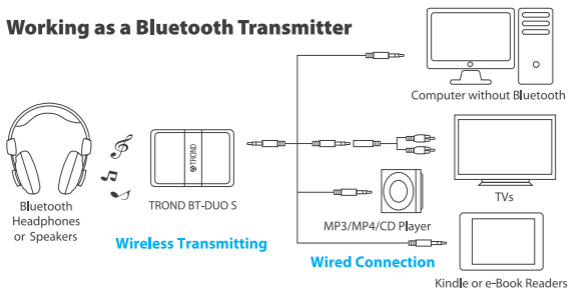 Working as a Bluetooth Transmitter
Computer without Bluetooth
TROND
Bluetooth
Headphones
or Speakers
TROND BT-DUO S
TVs
MP3/MP4/CD Player
Wireless Transmitting
Wired Connection
Kindle or e-Book Readers